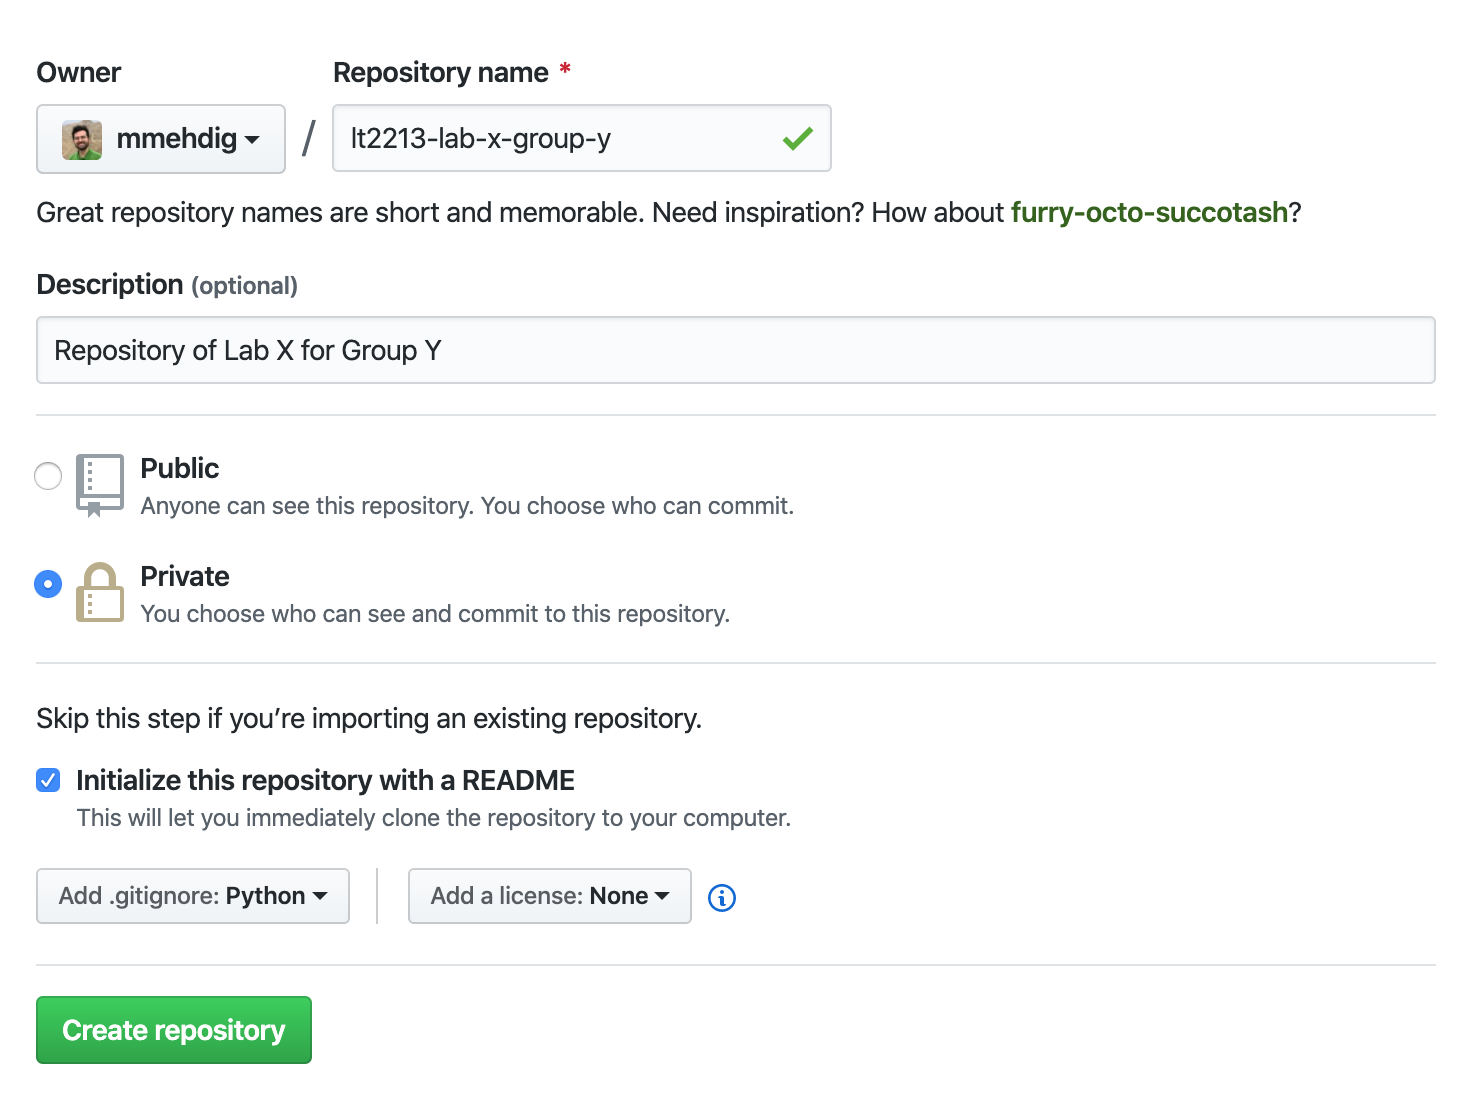 Owner
Repository name *
mmehdig / lt2213-lab-x-group-y
Great repository names are short and memorable. Need inspiration? How about furry-octo-succotash?
Description (optional)
Repository of Lab X for Group Y
Public
Anyone can see this repository. You choose who can commit.
Private
You choose who can see and commit to this repository.
Skip this step if you’re importing an existing repository.
Initialize this repository with a README
This will let you immediately clone the repository to your computer.
Add .gitignore: Python
Add a license: None
Create repository